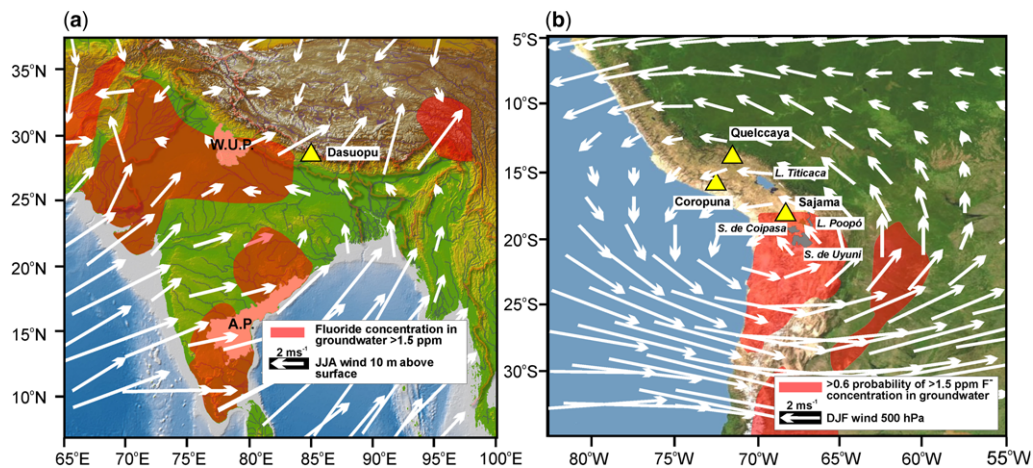 (a)
35°N
30°N
25°N
20°N
15°N
10°N
W.U.P.
Dasuopu
A.P.
Fluoride concentration in
groundwater >1.5 ppm
2 ms⁻¹
JJA wind 10 m above
surface
65°E 70°E 75°E 80°E 85°E 90°E 95°E 100°E
(b)
5°S
10°S
15°S
20°S
25°S
30°S
Quelccaya
L. Titicaca
Coropuna
Sajama
L. Poopó
S. de Coipasa
S. de Uyuni
>0.6 probability of >1.5 ppm F⁻
concentration in groundwater
2 ms⁻¹
DJF wind 500 hPa
80°W 75°W 70°W 65°W 60°W 55°W